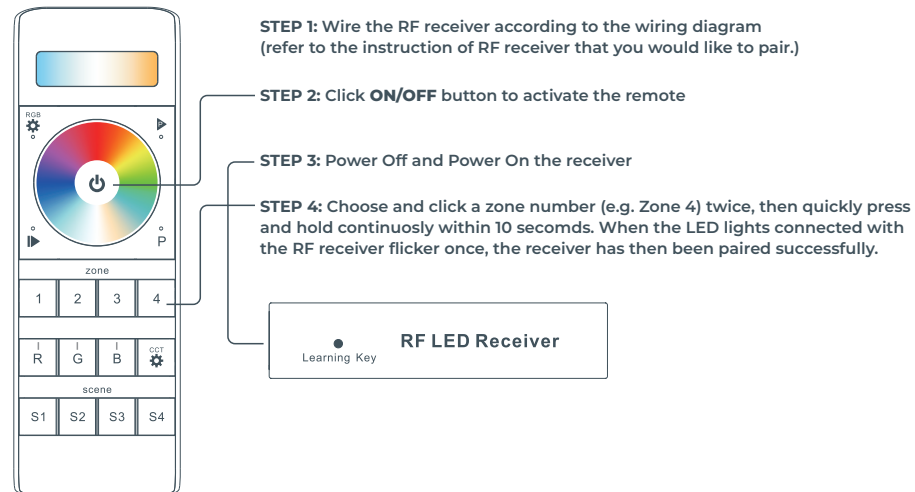 STEP 1: Wire the RF receiver according to the wiring diagram
(refer to the instruction of RF receiver that you would like to pair.)
STEP 2: Click ON/OFF button to activate the remote
STEP 3: Power Off and Power On the receiver
STEP 4: Choose and click a zone number (e.g. Zone 4) twice, then quickly press
and hold continuosly within 10 secomds. When the LED lights connected with
the RF receiver flicker once, the receiver has then been paired successfully.
RGB
P
zone
1 2 3 4
R G B CCT
scene
S1 S2 S3 S4
RF LED Receiver
Learning Key